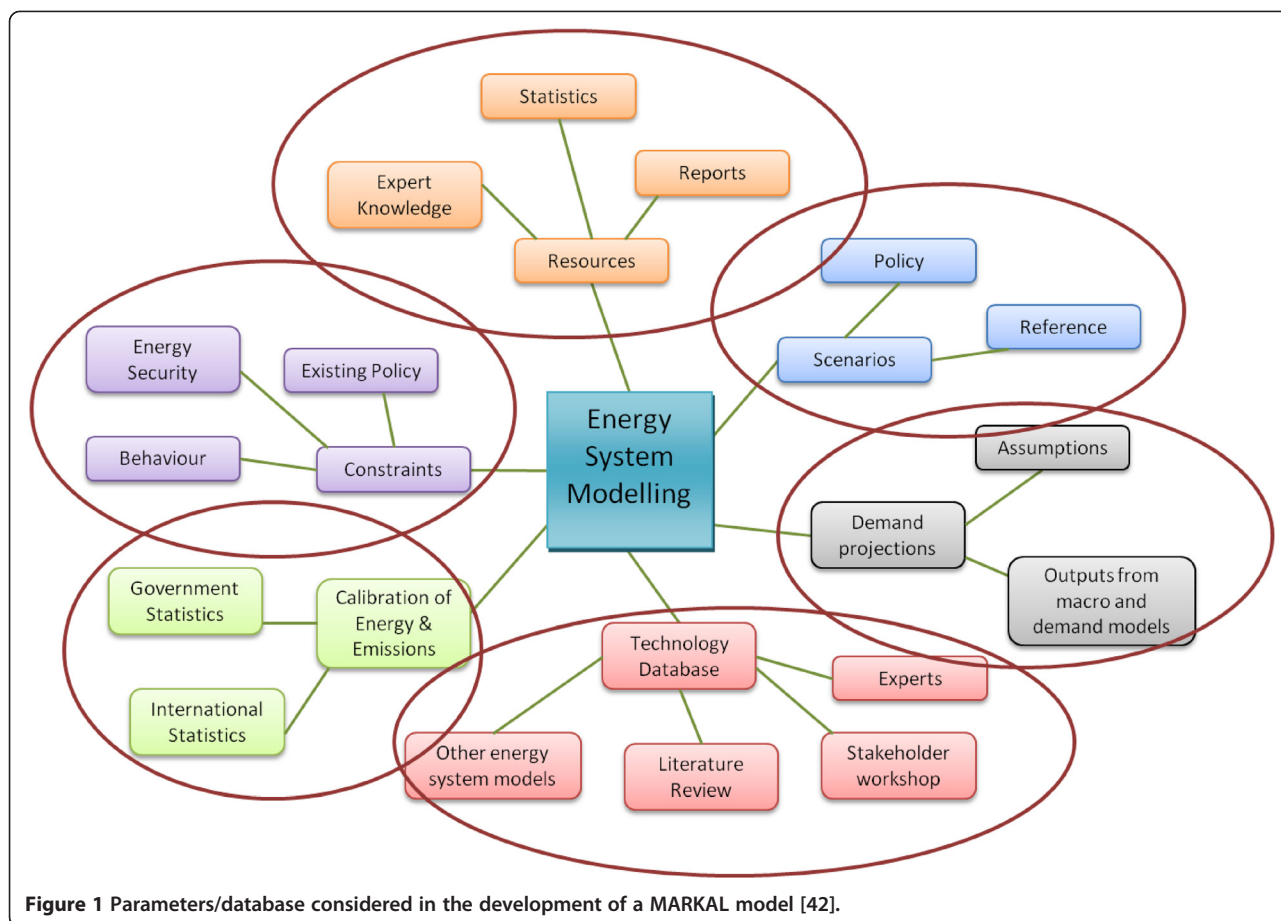 Statistics
Expert
Knowledge
Reports
Resources
Policy
Reference
Scenarios
Energy
Security
Existing Policy
Behaviour
Constraints
Energy
System
Modelling
Assumptions
Demand
projections
Outputs from
macro and
demand models
Government
Statistics
Calibration of
Energy &
Emissions
International
Statistics
Technology
Database
Experts
Other energy
system models
Literature
Review
Stakeholder
workshop
Figure 1 Parameters/database considered in the development of a MARKAL model [42].